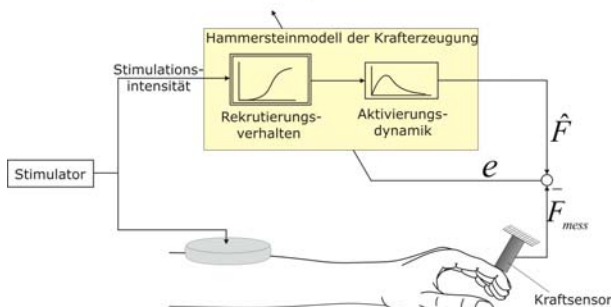 Hammersteinmodell der Krafterzeugung
Stimulations-
intensität
Rekrutierungs-
verhalten
Aktivierungs-
dynamik
F̂
e
Stimulator
−
F_mess
Kraftsensor